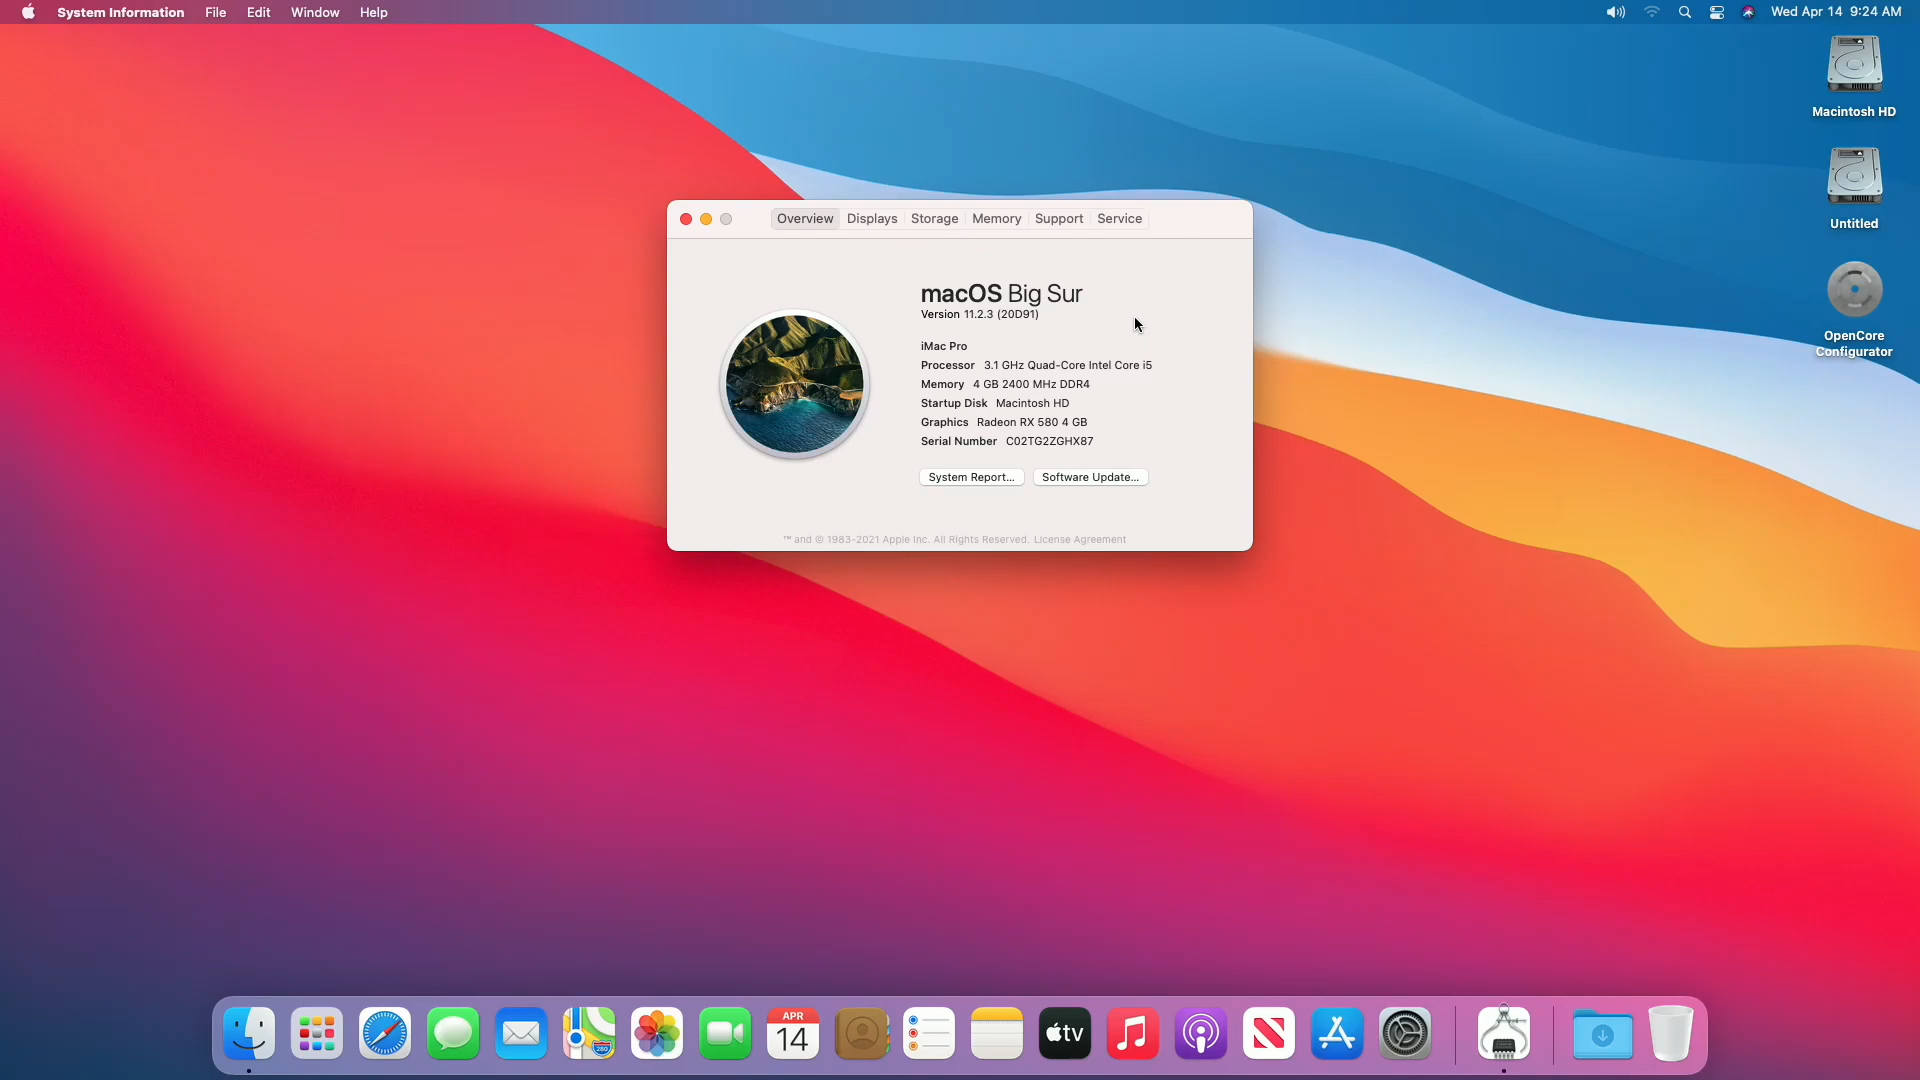 System Information File Edit Window Help
Wed Apr 14 9:24 AM
Macintosh HD
Untitled
OpenCore
Configurator
Overview Displays Storage Memory Support Service
macOS Big Sur
Version 11.2.3 (20D91)
iMac Pro
Processor 3.1 GHz Quad-Core Intel Core i5
Memory 4 GB 2400 MHz DDR4
Startup Disk Macintosh HD
Graphics Radeon RX 580 4 GB
Serial Number C02TG2ZGHX87
System Report... Software Update...
™ and © 1983-2021 Apple Inc. All Rights Reserved. License Agreement
280
APR
14
tv